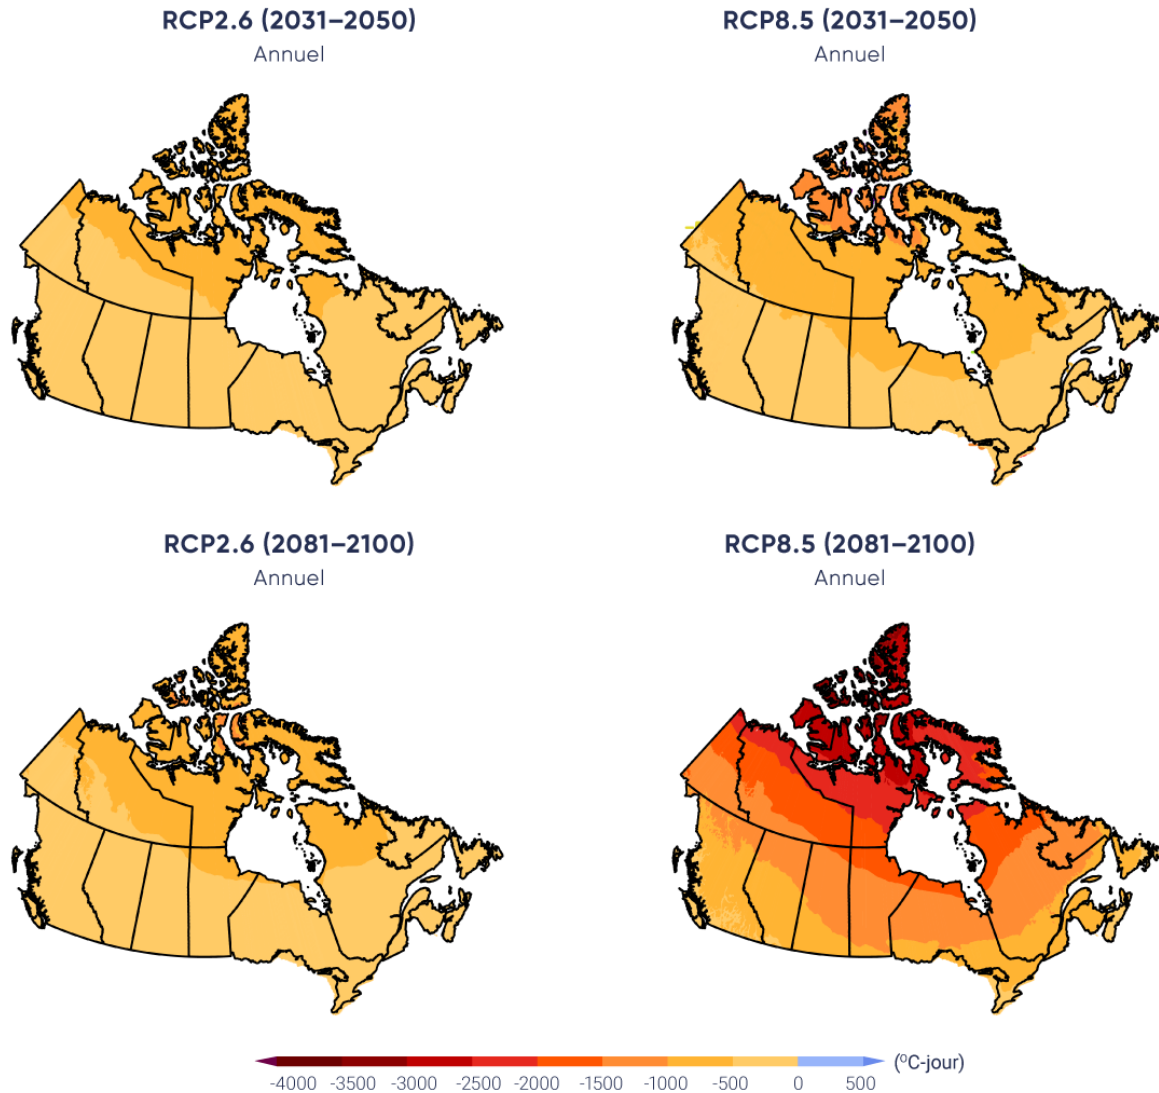 RCP2.6 (2031–2050)
Annuel
RCP8.5 (2031–2050)
Annuel
RCP2.6 (2081–2100)
Annuel
RCP8.5 (2081–2100)
Annuel
-4000 -3500 -3000 -2500 -2000 -1500 -1000 -500 0 500 (ºC-jour)